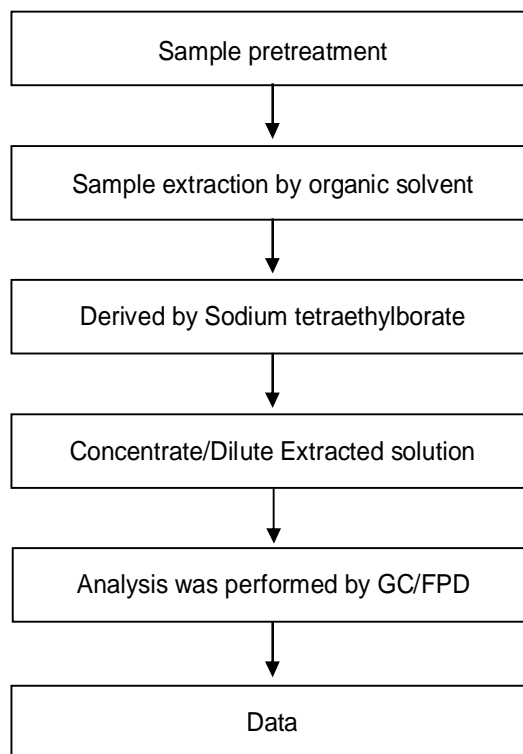 Sample pretreatment
Sample extraction by organic solvent
Derived by Sodium tetraethylborate
Concentrate/Dilute Extracted solution
Analysis was performed by GC/FPD
Data